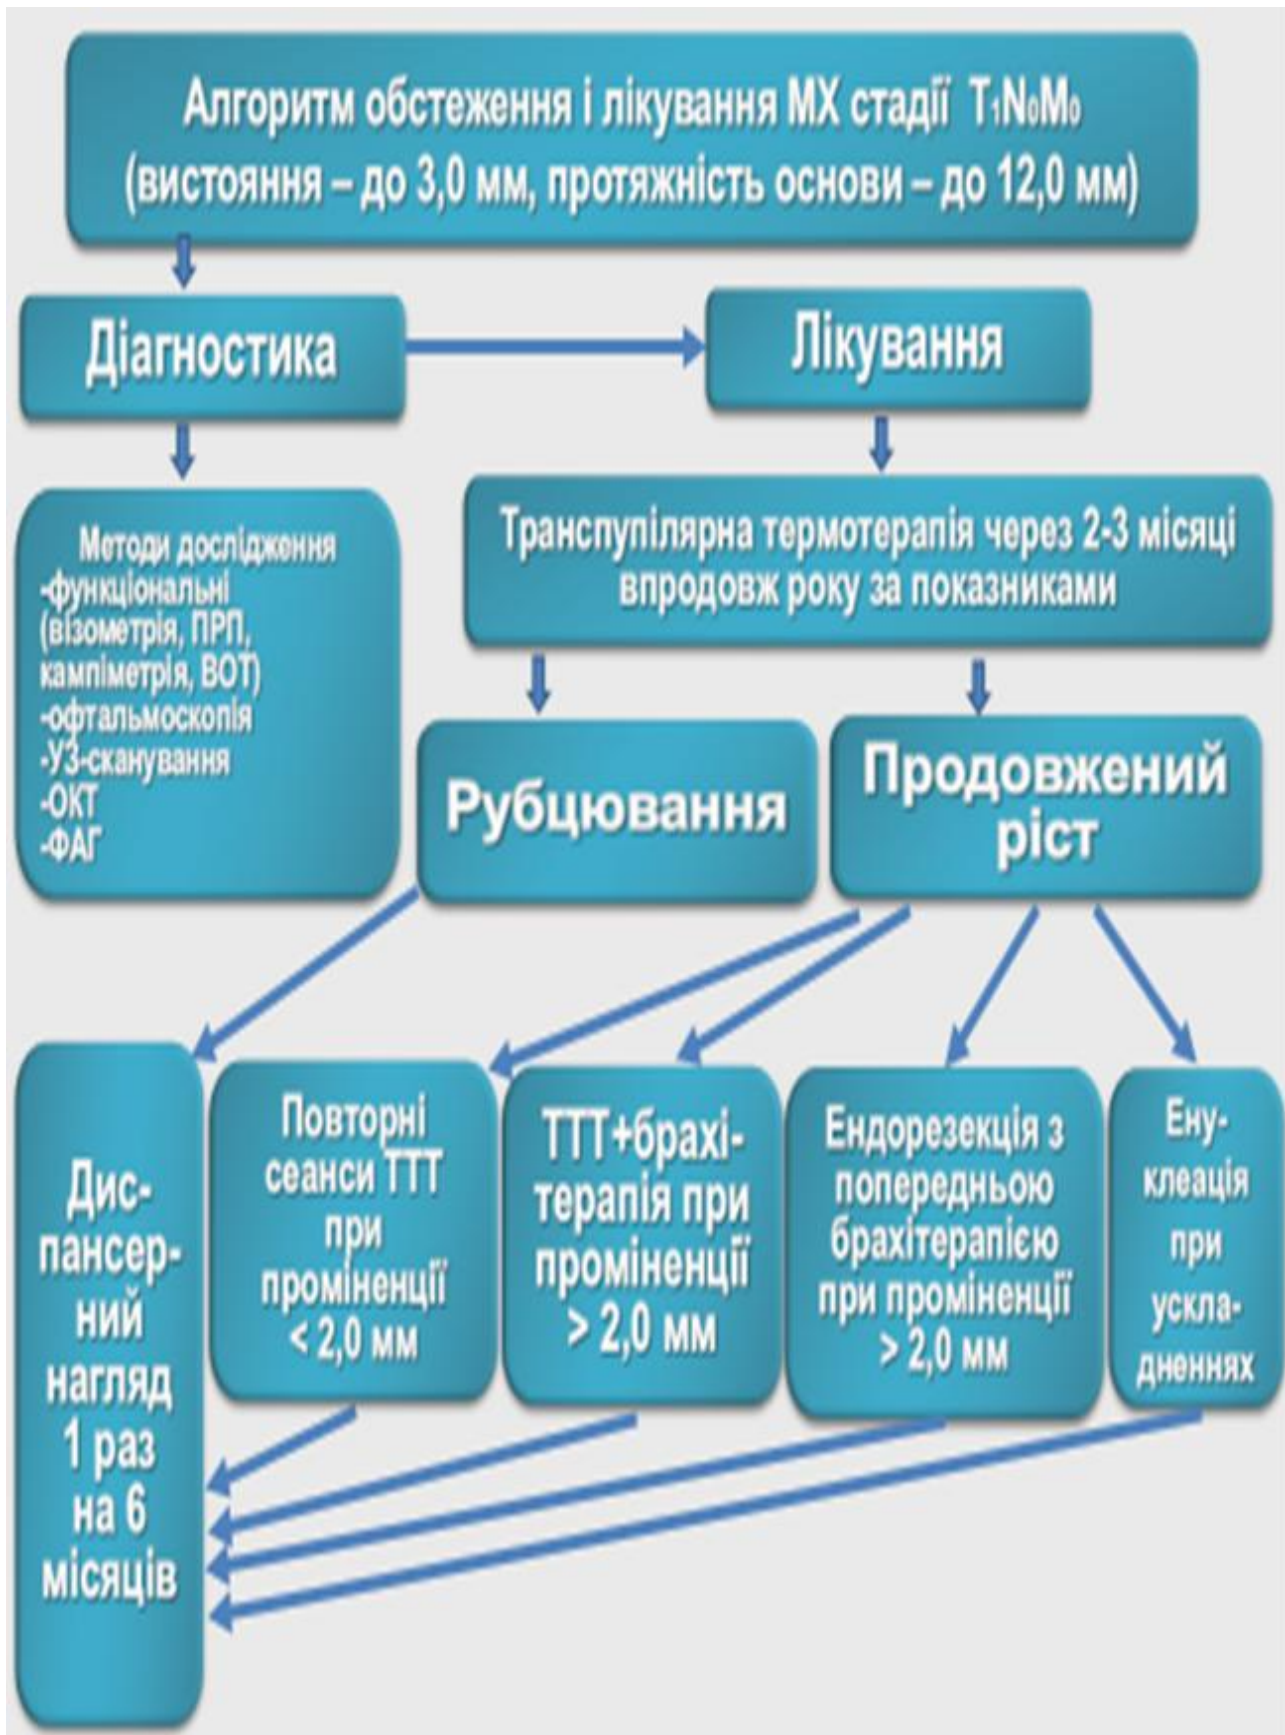 Алгоритм обстеження і лікування МХ стадії T₁N₀M₀
(вистояння – до 3,0 мм, протяжність основи – до 12,0 мм)
Діагностика
Лікування
Методи дослідження
-функціональні
(візометрія, ПРП,
кампіметрія, ВОТ)
-офтальмоскопія
-УЗ-сканування
-ОКТ
-ФАГ
Транспупілярна термотерапія через 2-3 місяці
впродовж року за показниками
Рубцювання
Продовжений
ріст
Дис-
пансер-
ний
нагляд
1 раз
на 6
місяців
Повторні
сеанси ТТТ
при
проміненції
< 2,0 мм
ТТТ+брахі-
терапія при
проміненції
> 2,0 мм
Ендорезекція з
попередньою
брахітерапією
при проміненції
> 2,0 мм
Ену-
клеація
при
ускла-
дненнях